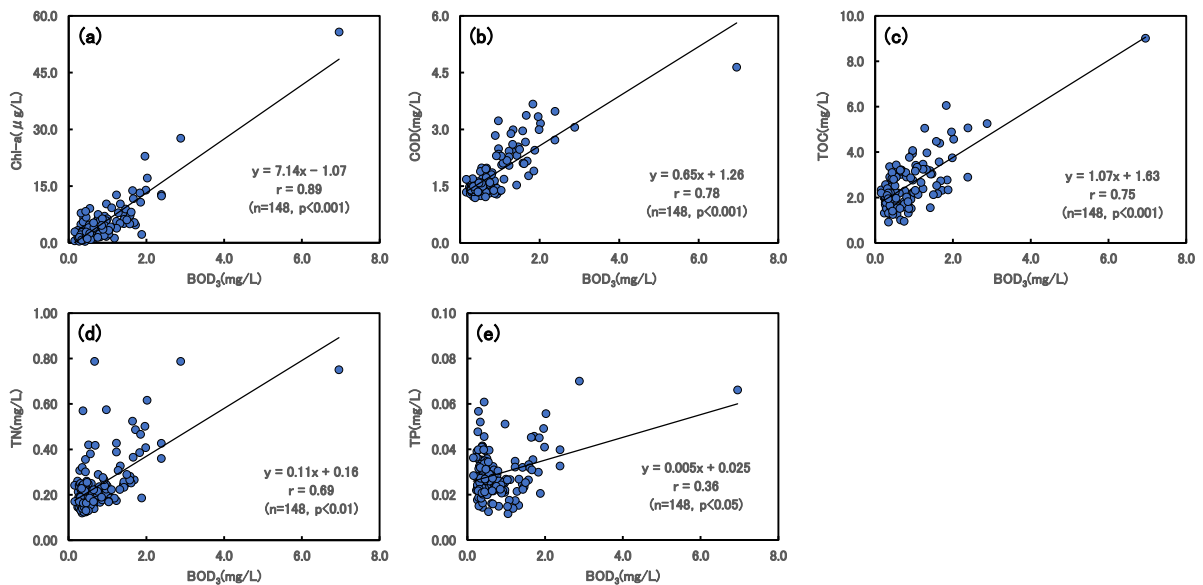 (a)
60.0
45.0
30.0
15.0
0.0
Chl-a(μg/L)
y = 7.14x − 1.07
r = 0.89
(n=148, p<0.001)
0.0 2.0 4.0 6.0 8.0
BOD₃(mg/L)
(b)
6.0
4.5
3.0
1.5
0.0
COD(mg/L)
y = 0.65x + 1.26
r = 0.78
(n=148, p<0.001)
0.0 2.0 4.0 6.0 8.0
BOD₃(mg/L)
(c)
10.0
8.0
6.0
4.0
2.0
0.0
TOC(mg/L)
y = 1.07x + 1.63
r = 0.75
(n=148, p<0.001)
0.0 2.0 4.0 6.0 8.0
BOD₃(mg/L)
(d)
1.00
0.80
0.60
0.40
0.20
0.00
TN(mg/L)
y = 0.11x + 0.16
r = 0.69
(n=148, p<0.01)
0.0 2.0 4.0 6.0 8.0
BOD₃(mg/L)
(e)
0.10
0.08
0.06
0.04
0.02
0.00
TP(mg/L)
y = 0.005x + 0.025
r = 0.36
(n=148, p<0.05)
0.0 2.0 4.0 6.0 8.0
BOD₃(mg/L)